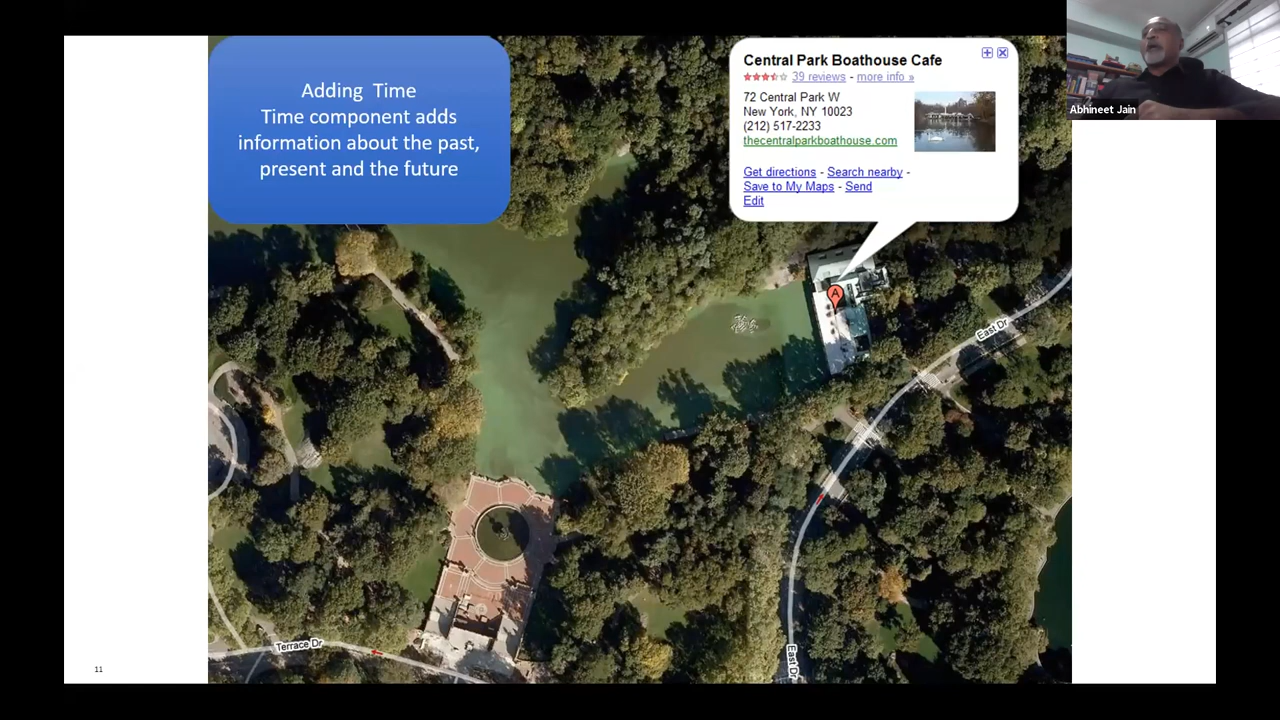 Adding  Time
Time component adds
information about the past,
present and the future
Central Park Boathouse Cafe
39 reviews - more info »
72 Central Park W
New York, NY 10023
(212) 517-2233
thecentralparkboathouse.com
Get directions - Search nearby -
Save to My Maps - Send
Edit
Abhineet Jain
A
East Dr
Terrace Dr
East Dr
11